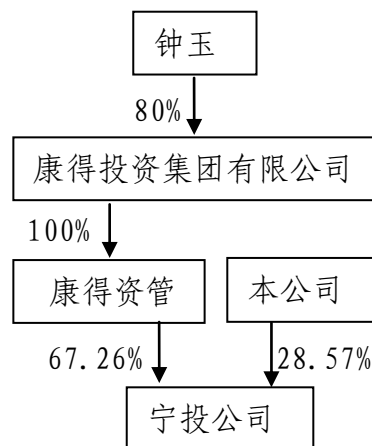 钟玉
80%
康得投资集团有限公司
100%
康得资管
本公司
67.26%
28.57%
宁投公司